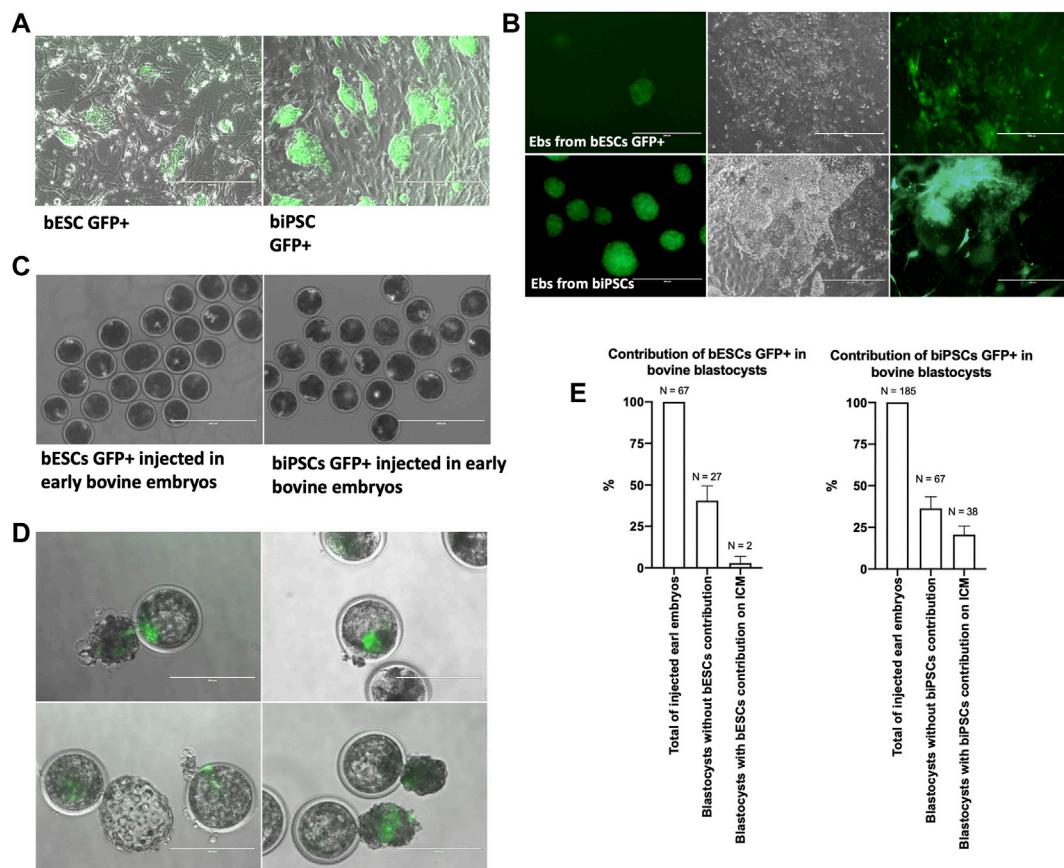 A
bESC GFP+
biPSC
GFP+
B
Ebs from bESCs GFP+
Ebs from biPSCs
C
bESCs GFP+ injected in
early bovine embryos
biPSCs GFP+ injected in early
bovine embryos
D
E
Contribution of bESCs GFP+ in
bovine blastocysts
N = 67
N = 27
N = 2
100
75
50
25
0
%
Total of injected earl embryos
Blastocysts without bESCs contribution
Blastocysts with bESCs contribution on ICM
Contribution of biPSCs GFP+ in
bovine blastocysts
N = 185
N = 67
N = 38
100
75
50
25
0
%
Total of injected earl embryos
Blastocysts without biPSCs contribution
Blastocysts with biPSCs contribution on ICM